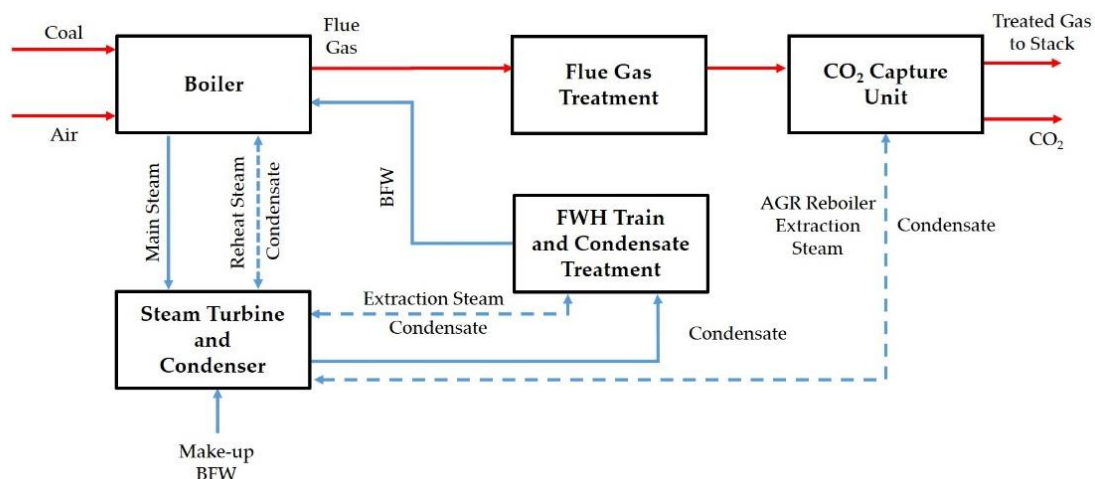 Coal
Air
Boiler
Flue
Gas
Flue Gas
Treatment
CO₂ Capture
Unit
Treated Gas
to Stack
CO₂
Main Steam
Reheat Steam
Condensate
BFW
FWH Train
and Condensate
Treatment
AGR Reboiler
Extraction
Steam
Condensate
Steam Turbine
and
Condenser
Extraction Steam
Condensate
Condensate
Make-up
BFW